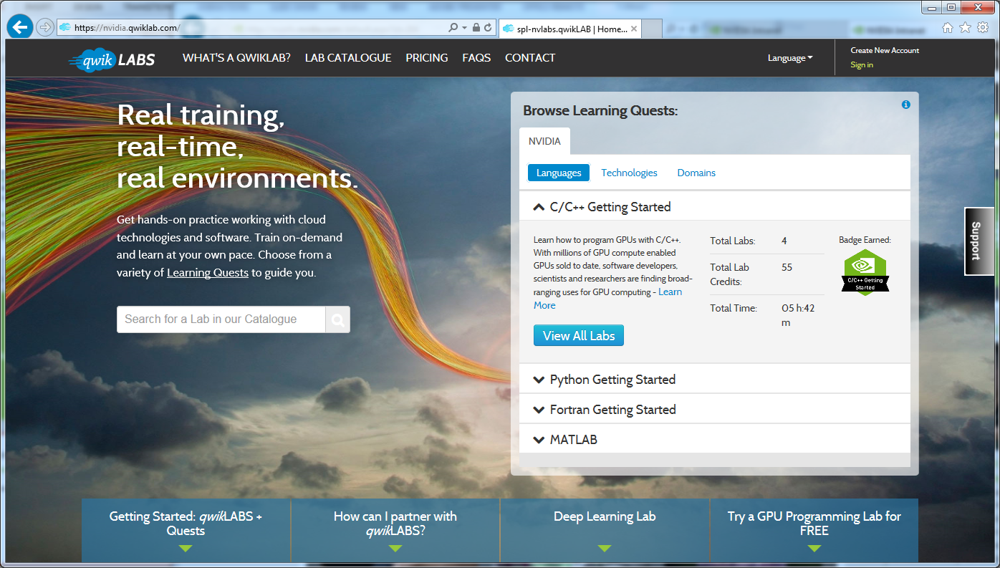 https://nvidia.qwiklab.com/
spl-nvlabs.qwikLAB | Home...
qwik LABS
WHAT'S A QWIKLAB?
LAB CATALOGUE
PRICING
FAQS
CONTACT
Language
Create New Account
Sign in
Real training,
real-time,
real environments.
Get hands-on practice working with cloud
technologies and software. Train on-demand
and learn at your own pace. Choose from a
variety of Learning Quests to guide you.
Search for a Lab in our Catalogue
Browse Learning Quests:
NVIDIA
Languages
Technologies
Domains
C/C++ Getting Started
Learn how to program GPUs with C/C++.
With millions of GPU compute enabled
GPUs sold to date, software developers,
scientists and researchers are finding broad-
ranging uses for GPU computing - Learn
More
View All Labs
Total Labs: 4
Total Lab 55
Credits:
Total Time: 05 h:42
m
Badge Earned:
C/C++ Getting
Started
Python Getting Started
Fortran Getting Started
MATLAB
Support
Getting Started: qwikLABS +
Quests
How can I partner with
qwikLABS?
Deep Learning Lab
Try a GPU Programming Lab for
FREE